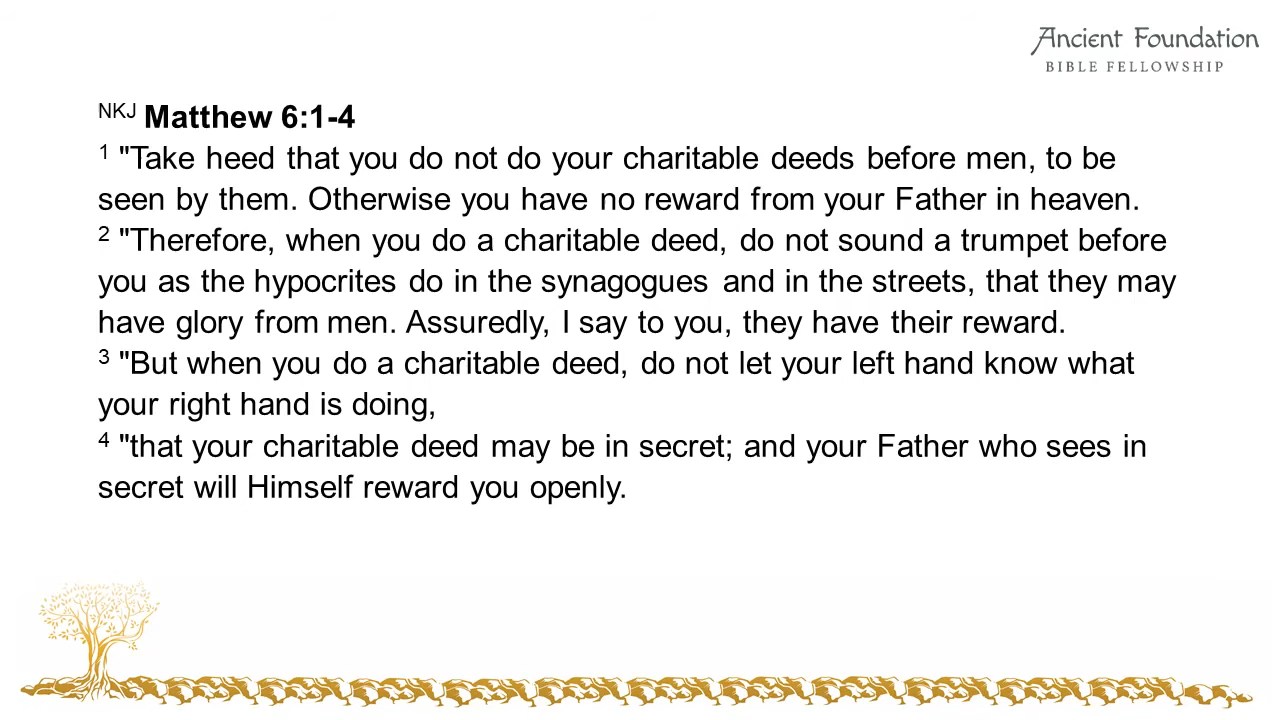 Ancient Foundation
BIBLE FELLOWSHIP
NKJ Matthew 6:1-4
1 "Take heed that you do not do your charitable deeds before men, to be
seen by them. Otherwise you have no reward from your Father in heaven.
2 "Therefore, when you do a charitable deed, do not sound a trumpet before
you as the hypocrites do in the synagogues and in the streets, that they may
have glory from men. Assuredly, I say to you, they have their reward.
3 "But when you do a charitable deed, do not let your left hand know what
your right hand is doing,
4 "that your charitable deed may be in secret; and your Father who sees in
secret will Himself reward you openly.